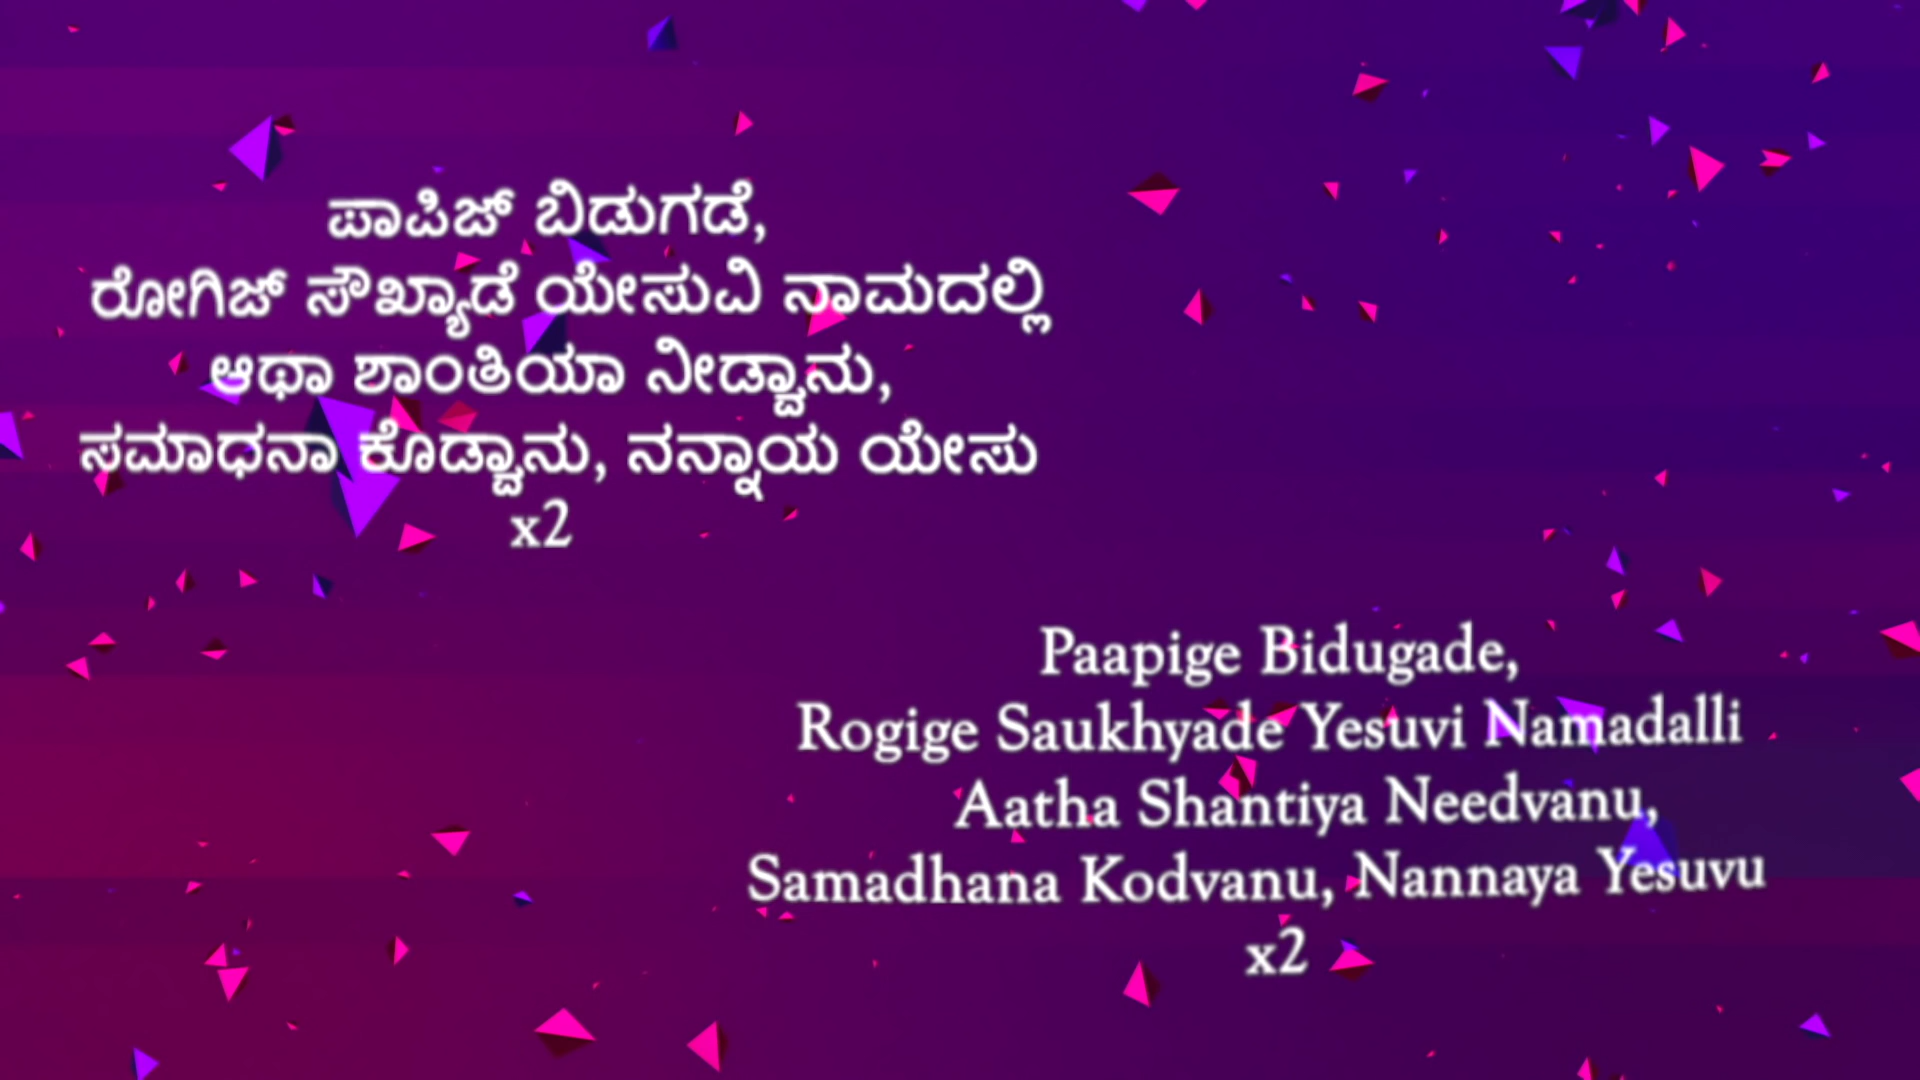 ಪಾಪಿಜ್ ಬಿಡುಗಡೆ,
ರೋಗಿಜ್ ಸೌಖ್ಯಾಡೆ ಯೇಸುವಿ ನಾಮದಲ್ಲಿ
ಆಥಾ ಶಾಂತಿಯಾ ನೀಡ್ವಾನು,
ಸಮಾಧನಾ ಕೊಡ್ವಾನು, ನನ್ನಾಯ ಯೇಸು
x2
Paapige Bidugade,
Rogige Saukhyade Yesuvi Namadalli
Aatha Shantiya Needvanu,
Samadhana Kodvanu, Nannaya Yesuvu
x2